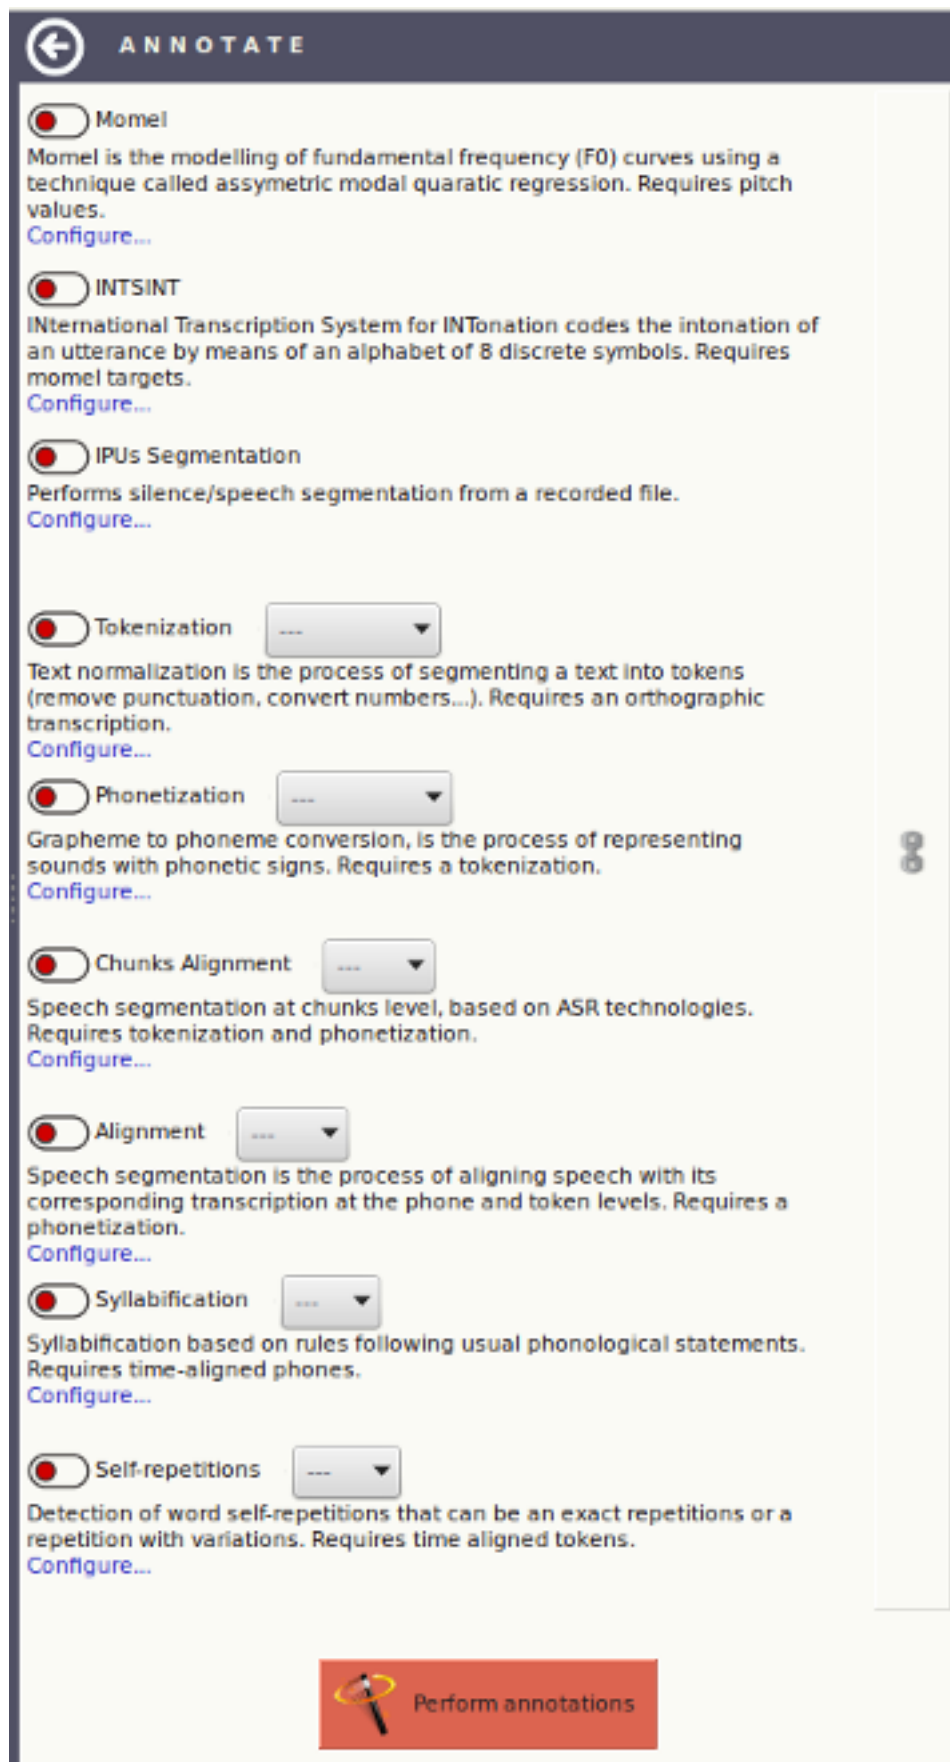 ANNOTATE
Momel
Momel is the modelling of fundamental frequency (F0) curves using a
technique called assymetric modal quaratic regression. Requires pitch
values.
Configure...
INTSINT
INternational Transcription System for INTonation codes the intonation of
an utterance by means of an alphabet of 8 discrete symbols. Requires
momel targets.
Configure...
IPUs Segmentation
Performs silence/speech segmentation from a recorded file.
Configure...
Tokenization ---
Text normalization is the process of segmenting a text into tokens
(remove punctuation, convert numbers...). Requires an orthographic
transcription.
Configure...
Phonetization ---
Grapheme to phoneme conversion, is the process of representing
sounds with phonetic signs. Requires a tokenization.
Configure...
Chunks Alignment ---
Speech segmentation at chunks level, based on ASR technologies.
Requires tokenization and phonetization.
Configure...
Alignment ---
Speech segmentation is the process of aligning speech with its
corresponding transcription at the phone and token levels. Requires a
phonetization.
Configure...
Syllabification ---
Syllabification based on rules following usual phonological statements.
Requires time-aligned phones.
Configure...
Self-repetitions ---
Detection of word self-repetitions that can be an exact repetitions or a
repetition with variations. Requires time aligned tokens.
Configure...
Perform annotations